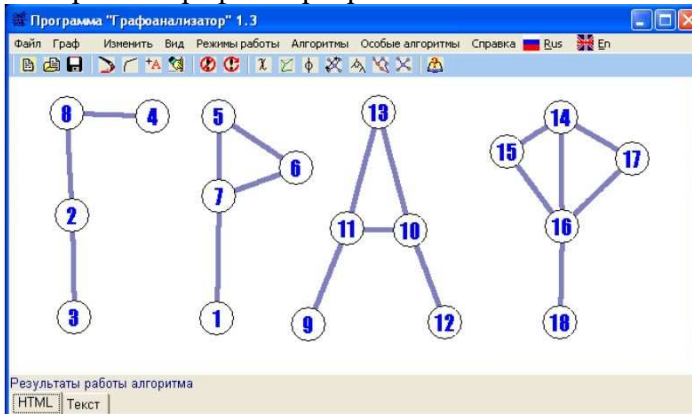 Программа "Графоанализатор" 1.3
Файл Граф Изменить Вид Режимы работы Алгоритмы Особые алгоритмы Справка Rus En
8 4 5 13 14
15 17
6
7
2
11 10 16
3 1 9 12 18
Результаты работы алгоритма
HTML Текст